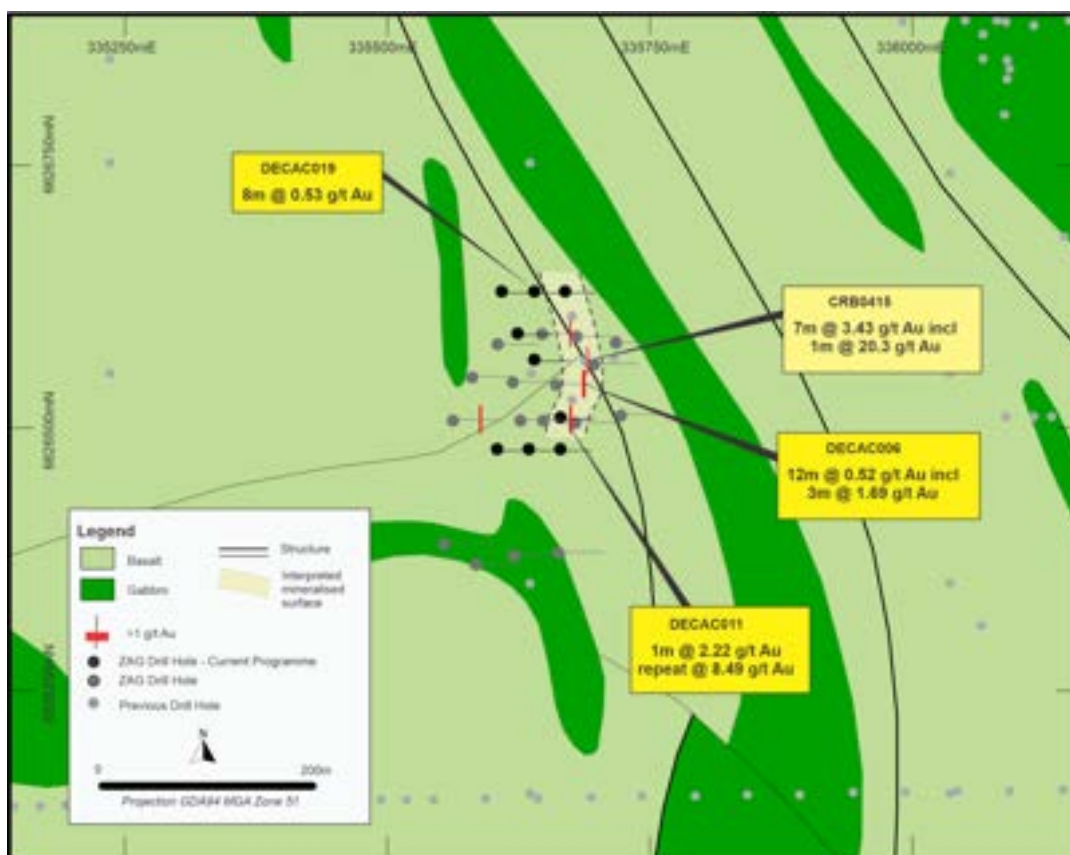 335250mE
335500mE
335750mE
336000mE
DECAC019
8m @ 0.53 g/t Au
CRB0415
7m @ 3.43 g/t Au incl
1m @ 20.3 g/t Au
DECAC006
12m @ 0.52 g/t Au incl
3m @ 1.69 g/t Au
DECAC011
1m @ 2.22 g/t Au
repeat @ 8.49 g/t Au
Legend
Basalt
Gabbro
Structure
Interpreted
mineralised
surface
>1 g/t Au
ZAG Drill Hole - Current Programme
ZAG Drill Hole
Previous Drill Hole
N
0
200m
Projection GDA94 MGA Zone 51